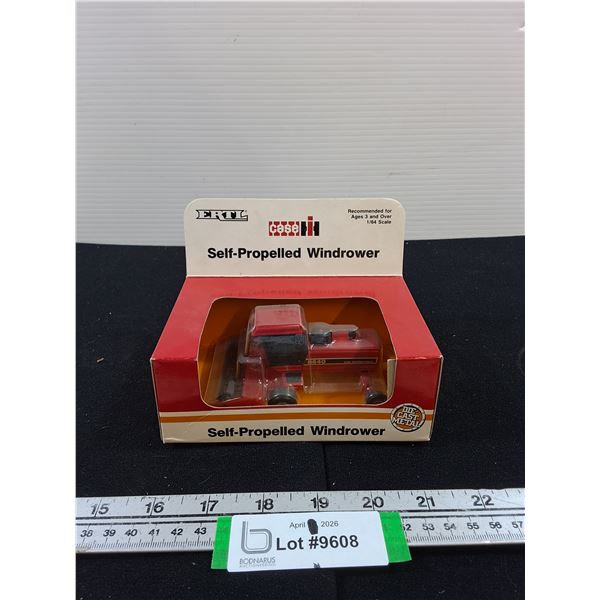 ERTL
Recommended for
Ages 3 and Over
1/64 Scale
case IH
Self-Propelled Windrower
8840
DIE
CAST
METAL
Self-Propelled Windrower
15 16 17 18 19 20 21 22
38 39 40 41 42 43 52 53 54 55 56 57
April 2026
b Lot #9608
BODNARUS
AUCTIONEERING